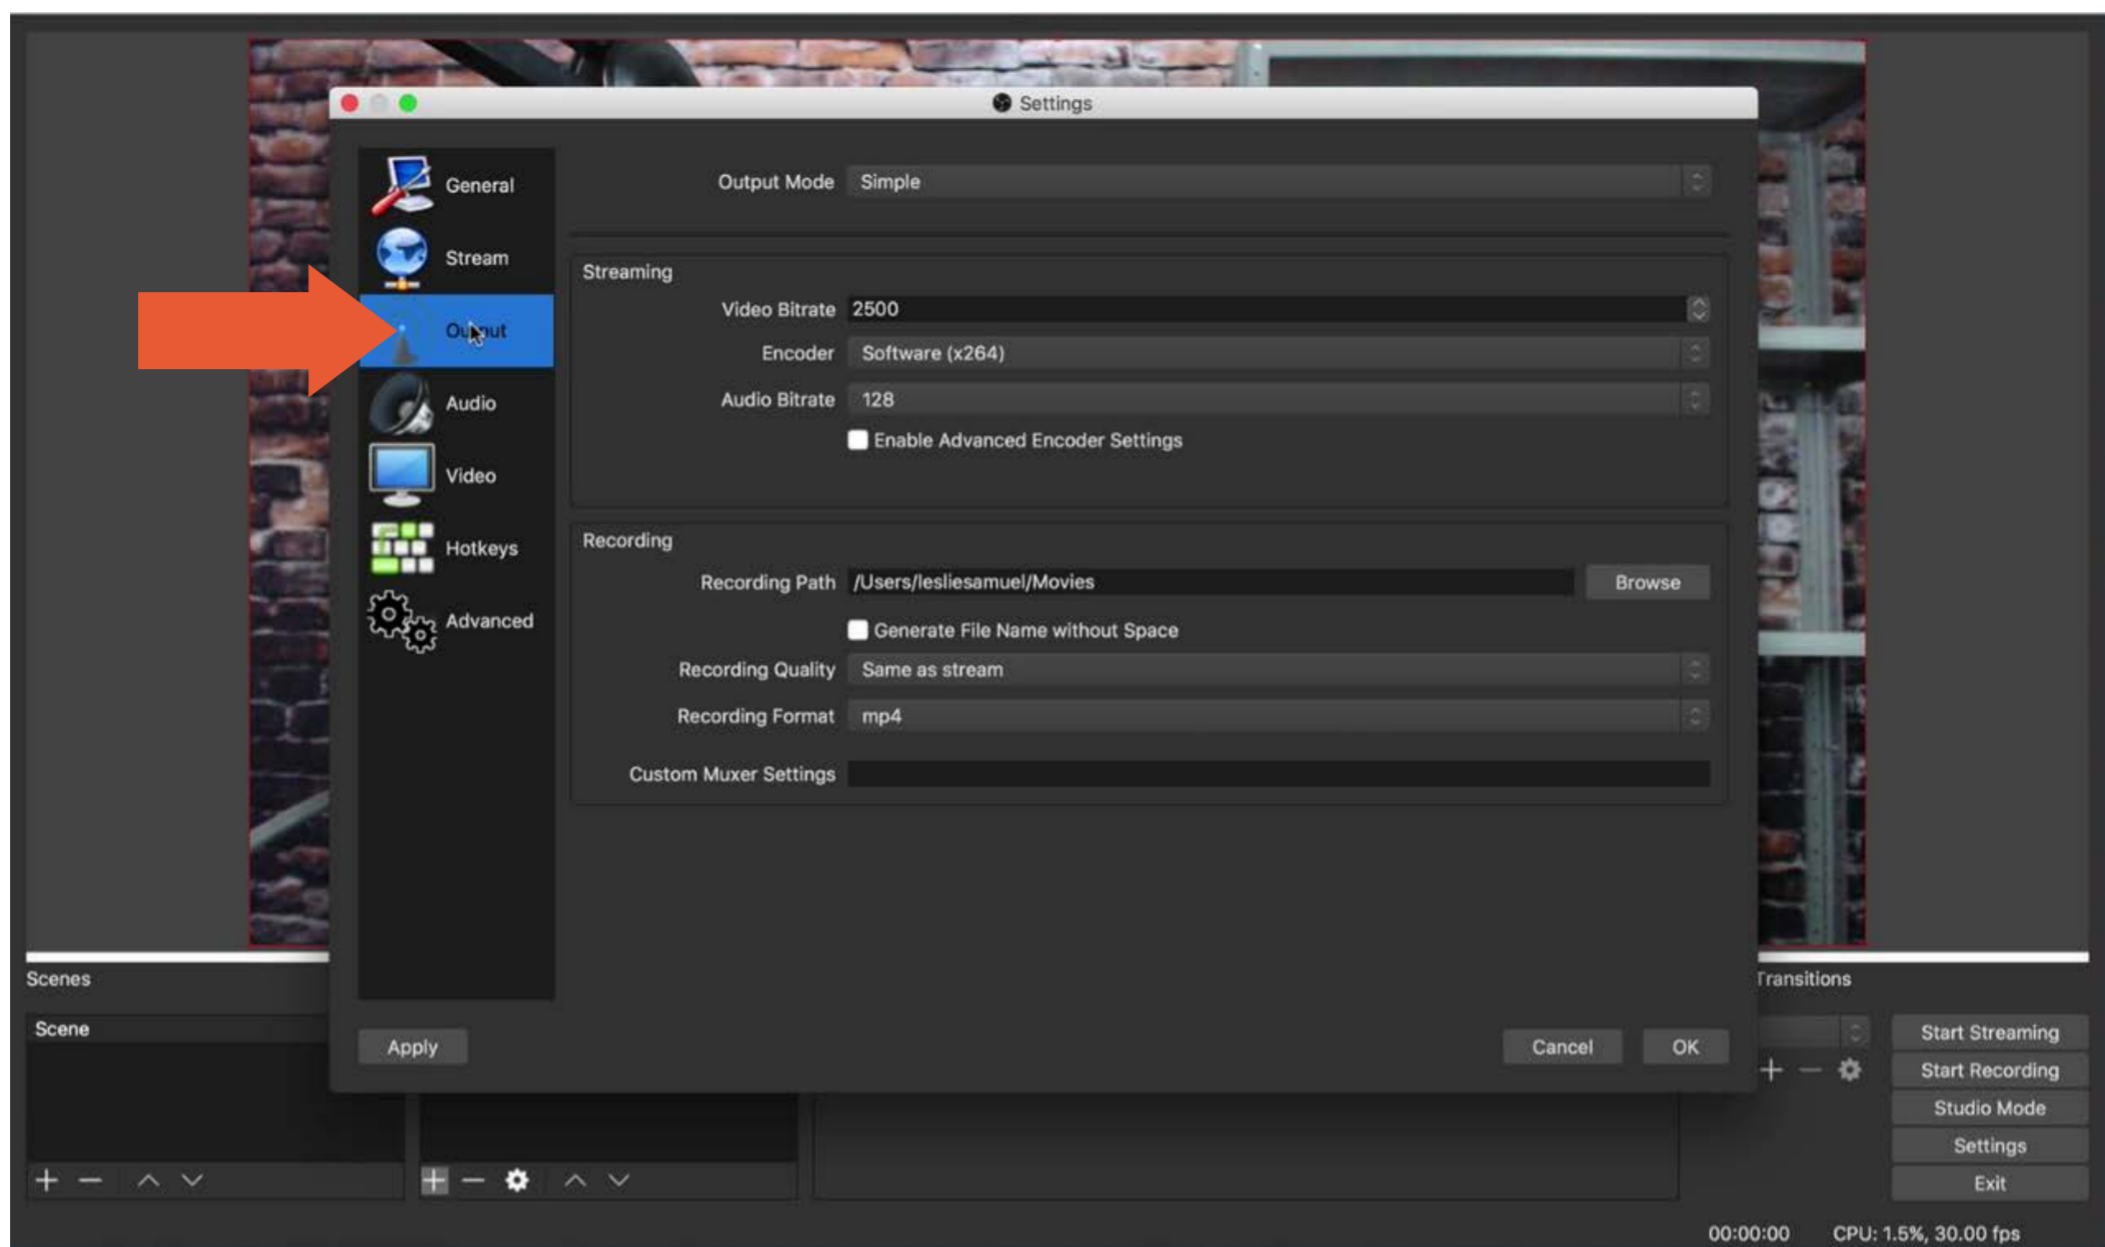 Settings
General
Stream
Output
Audio
Video
Hotkeys
Advanced
Output Mode Simple
Streaming
Video Bitrate 2500
Encoder Software (x264)
Audio Bitrate 128
Enable Advanced Encoder Settings
Recording
Recording Path /Users/lesliesamuel/Movies Browse
Generate File Name without Space
Recording Quality Same as stream
Recording Format mp4
Custom Muxer Settings
Apply Cancel OK
Scenes
Scene
Transitions
Start Streaming
Start Recording
Studio Mode
Settings
Exit
00:00:00 CPU: 1.5%, 30.00 fps